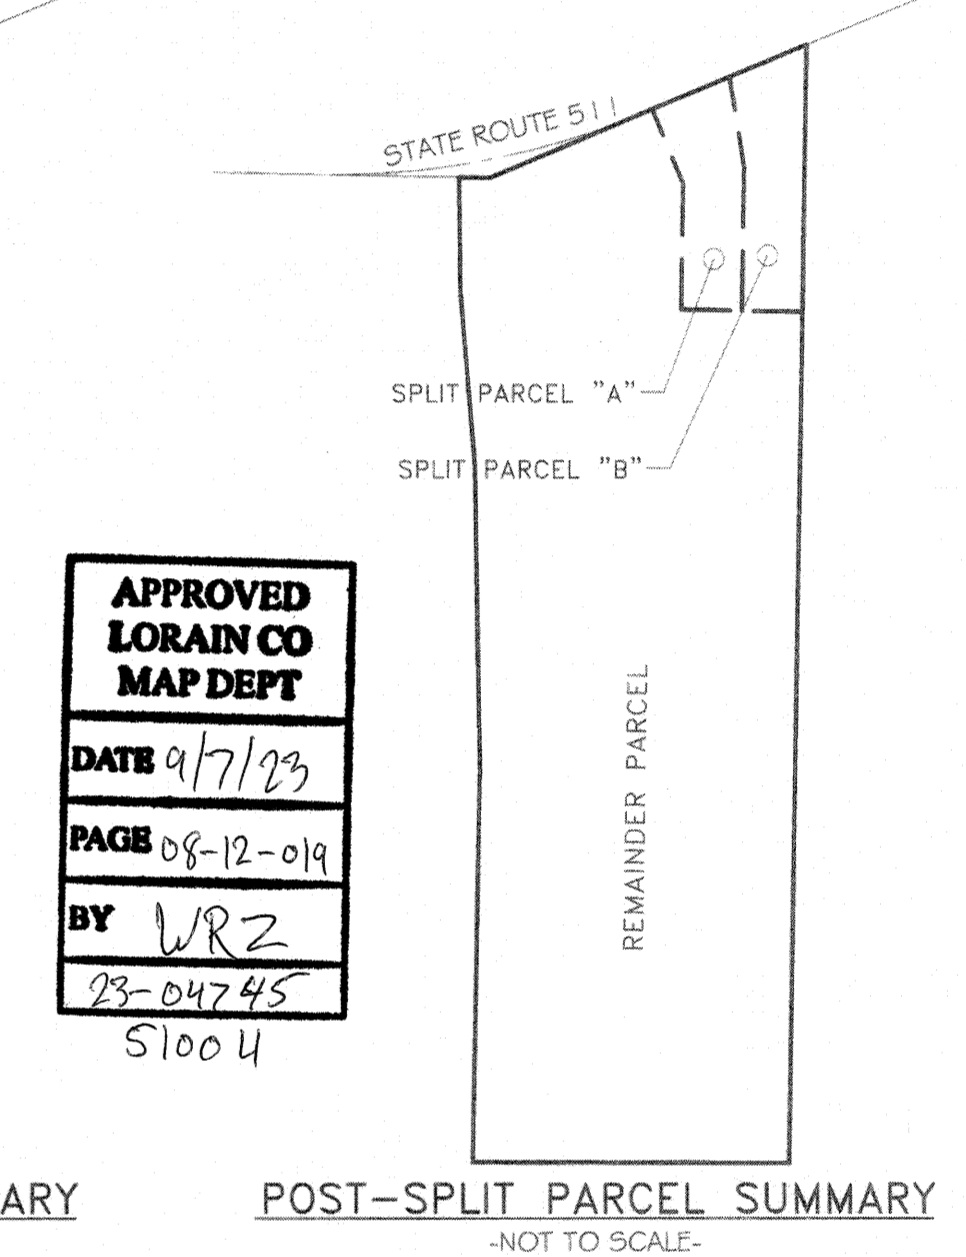 STATE ROUTE 511
SPLIT PARCEL "A"
SPLIT PARCEL "B"
APPROVED
LORAIN CO
MAP DEPT
DATE 9/7/23
PAGE 08-12-019
BY WRZ
23-04745
51004
REMAINDER PARCEL
ARY
POST-SPLIT PARCEL SUMMARY
-NOT TO SCALE-